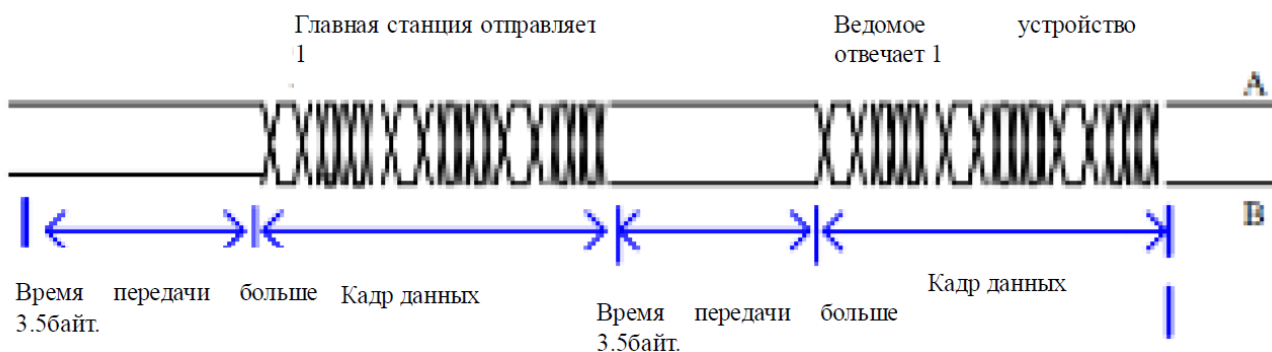 Главная станция отправляет
1
Ведомое устройство
отвечает 1
A
B
Время передачи больше
3.5байт.
Кадр данных
Время передачи больше
3.5байт.
Кадр данных